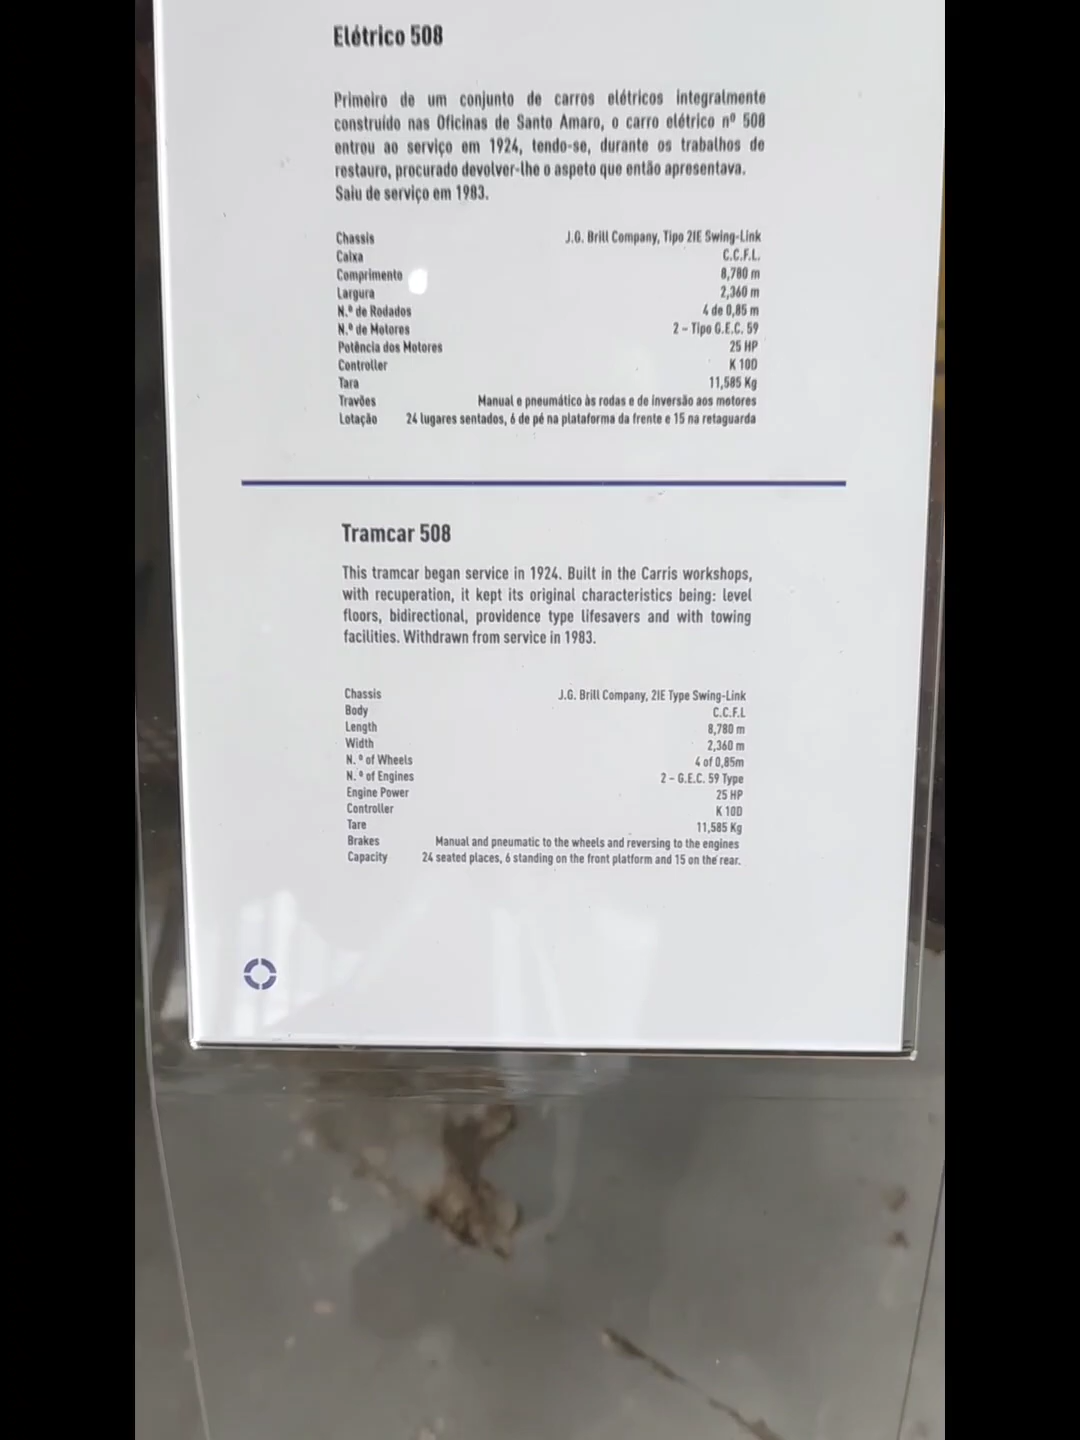 Elétrico 508
Primeiro de um conjunto de carros elétricos integralmente
construído nas Oficinas de Santo Amaro, o carro elétrico nº 508
entrou ao serviço em 1924, tendo-se, durante os trabalhos de
restauro, procurado devolver-lhe o aspeto que então apresentava.
Saiu de serviço em 1983.
Chassis J.G. Brill Company, Tipo 21E Swing-Link
Caixa C.C.F.L.
Comprimento 8,780 m
Largura 2,360 m
N.º de Rodados 4 de 0,85 m
N.º de Motores 2 - Tipo G.E.C. 59
Potência dos Motores 25 HP
Controller K 10D
Tara 11,585 Kg
Travões Manual e pneumático às rodas e de inversão aos motores
Lotação 24 lugares sentados, 6 de pé na plataforma da frente e 15 na retaguarda
Tramcar 508
This tramcar began service in 1924. Built in the Carris workshops,
with recuperation, it kept its original characteristics being: level
floors, bidirectional, providence type lifesavers and with towing
facilities. Withdrawn from service in 1983.
Chassis J.G. Brill Company, 21E Type Swing-Link
Body C.C.F.L
Length 8,780 m
Width 2,360 m
N. º of Wheels 4 of 0,85m
N. º of Engines 2 - G.E.C. 59 Type
Engine Power 25 HP
Controller K 10D
Tare 11,585 Kg
Brakes Manual and pneumatic to the wheels and reversing to the engines
Capacity 24 seated places, 6 standing on the front platform and 15 on the rear.